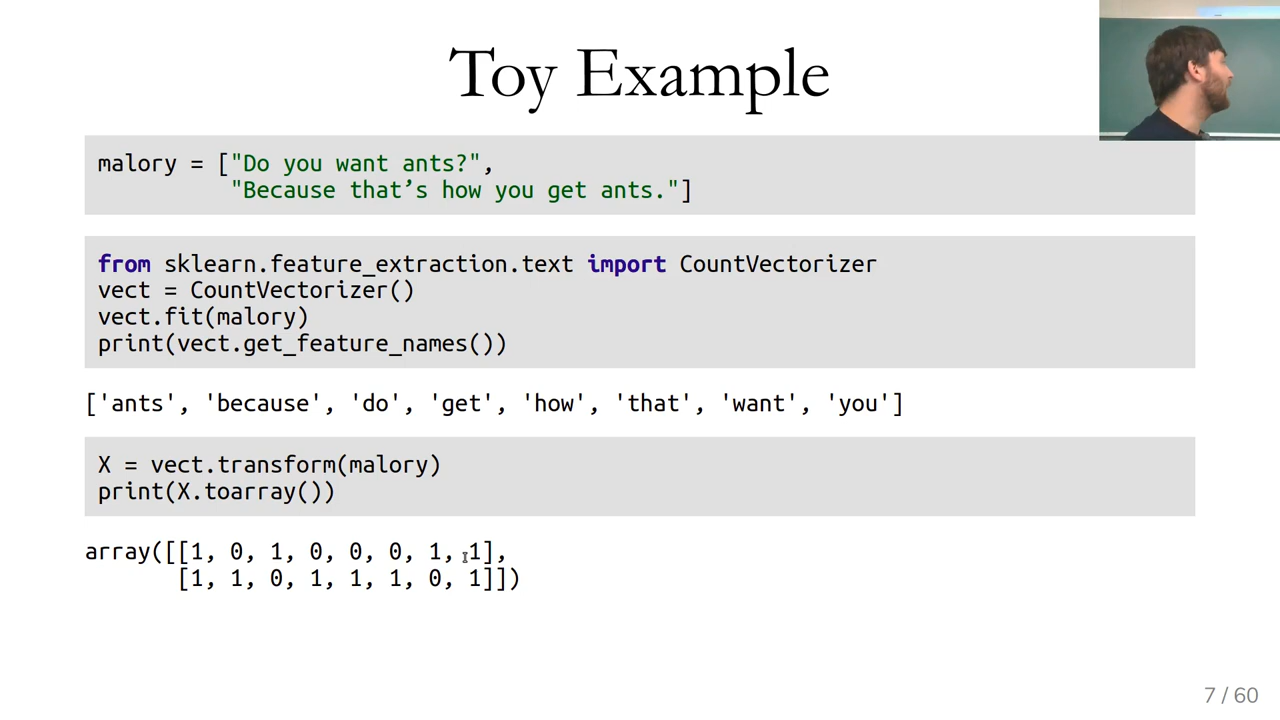 Toy Example
malory = ["Do you want ants?",
"Because that’s how you get ants."]
from sklearn.feature_extraction.text import CountVectorizer
vect = CountVectorizer()
vect.fit(malory)
print(vect.get_feature_names())
['ants', 'because', 'do', 'get', 'how', 'that', 'want', 'you']
X = vect.transform(malory)
print(X.toarray())
array([[1, 0, 1, 0, 0, 0, 1, 1],
[1, 1, 0, 1, 1, 1, 0, 1]])
7 / 60